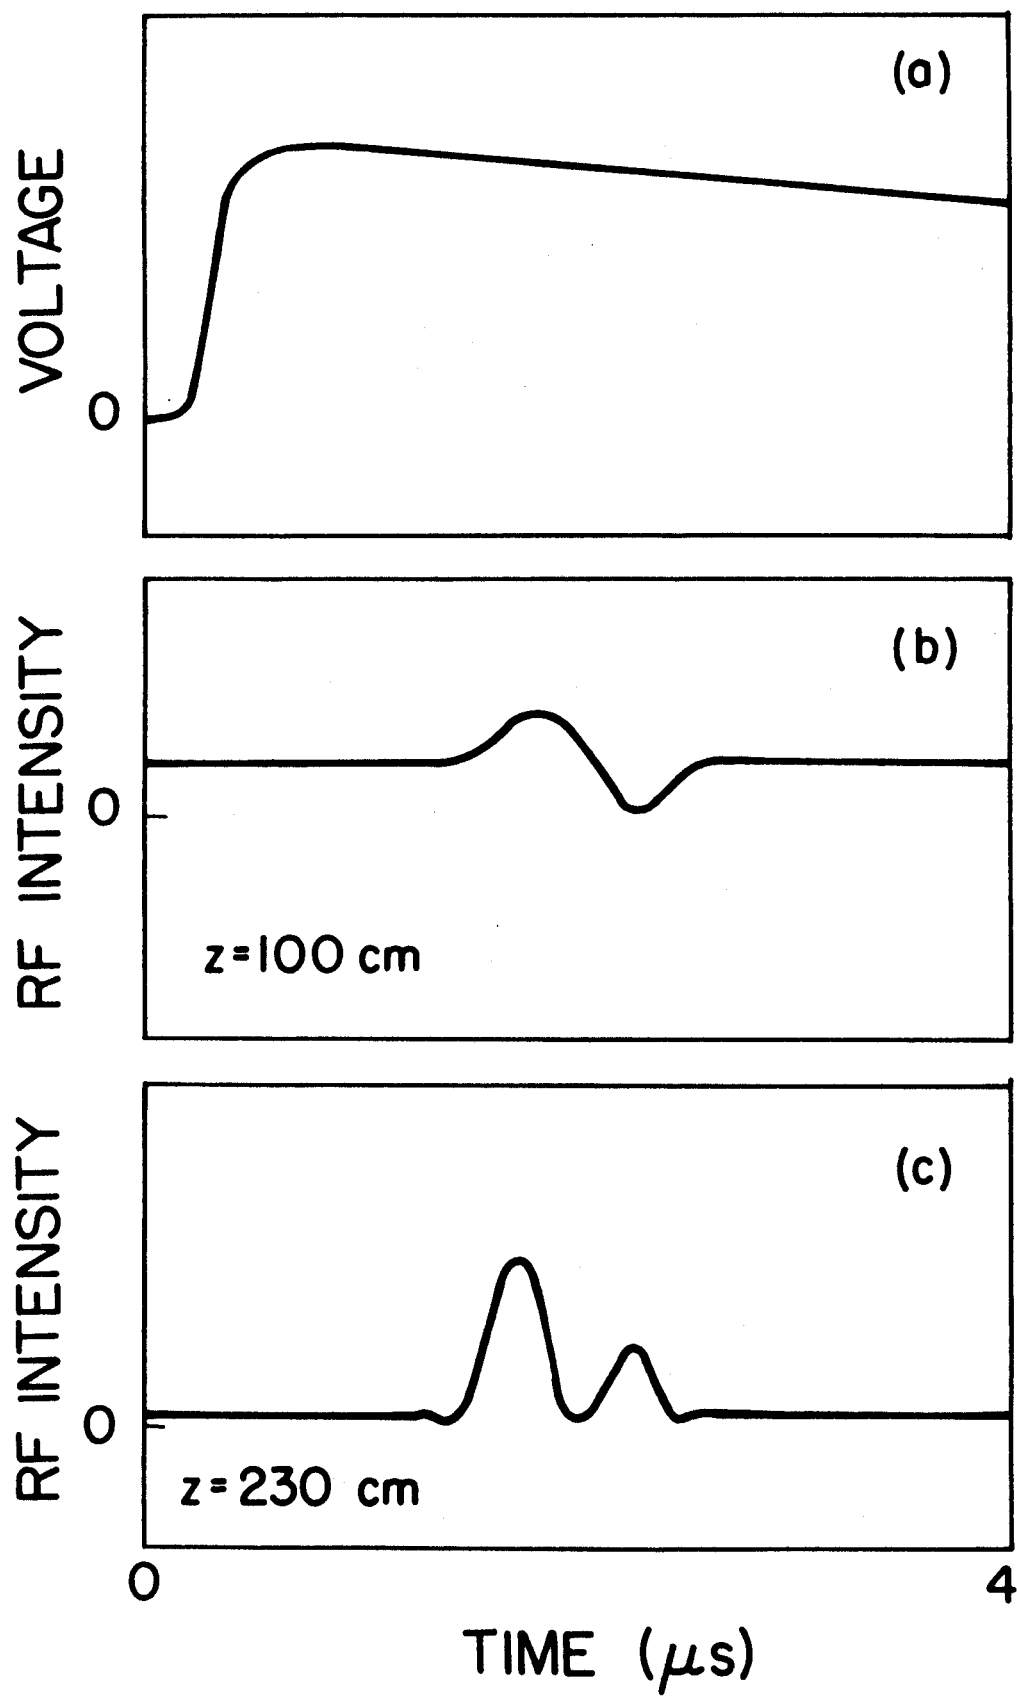 (a)
VOLTAGE
0
(b)
RF INTENSITY
0
z=100 cm
(c)
RF INTENSITY
0
z=230 cm
0 4
TIME (μs)